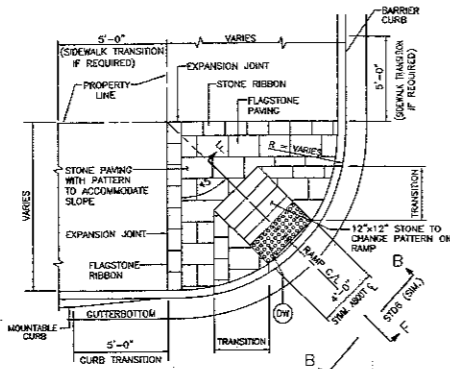 5'-0"
(SIDEWALK TRANSITION
IF REQUIRED)
VARIES
BARRIER
CURB
PROPERTY
LINE
EXPANSION JOINT
STONE RIBBON
FLAGSTONE
PAVING
5'-0"
(SIDEWALK TRANSITION
IF REQUIRED)
R = VARIES
F
VARIES
STONE PAVING
WITH PATTERN
TO ACCOMMODATE
SLOPE
45
TRANSITION
EXPANSION JOINT
12"x12" STONE TO
CHANGE PATTERN ON
RAMP
FLAGSTONE
RIBBON
RAMP C/L
4'-0"
SYMM. ABOUT ℄
B
STD8 (SIM.)
F
DW
GUTTERBOTTOM
MOUNTABLE
CURB
5'-0"
CURB TRANSITION
TRANSITION
B